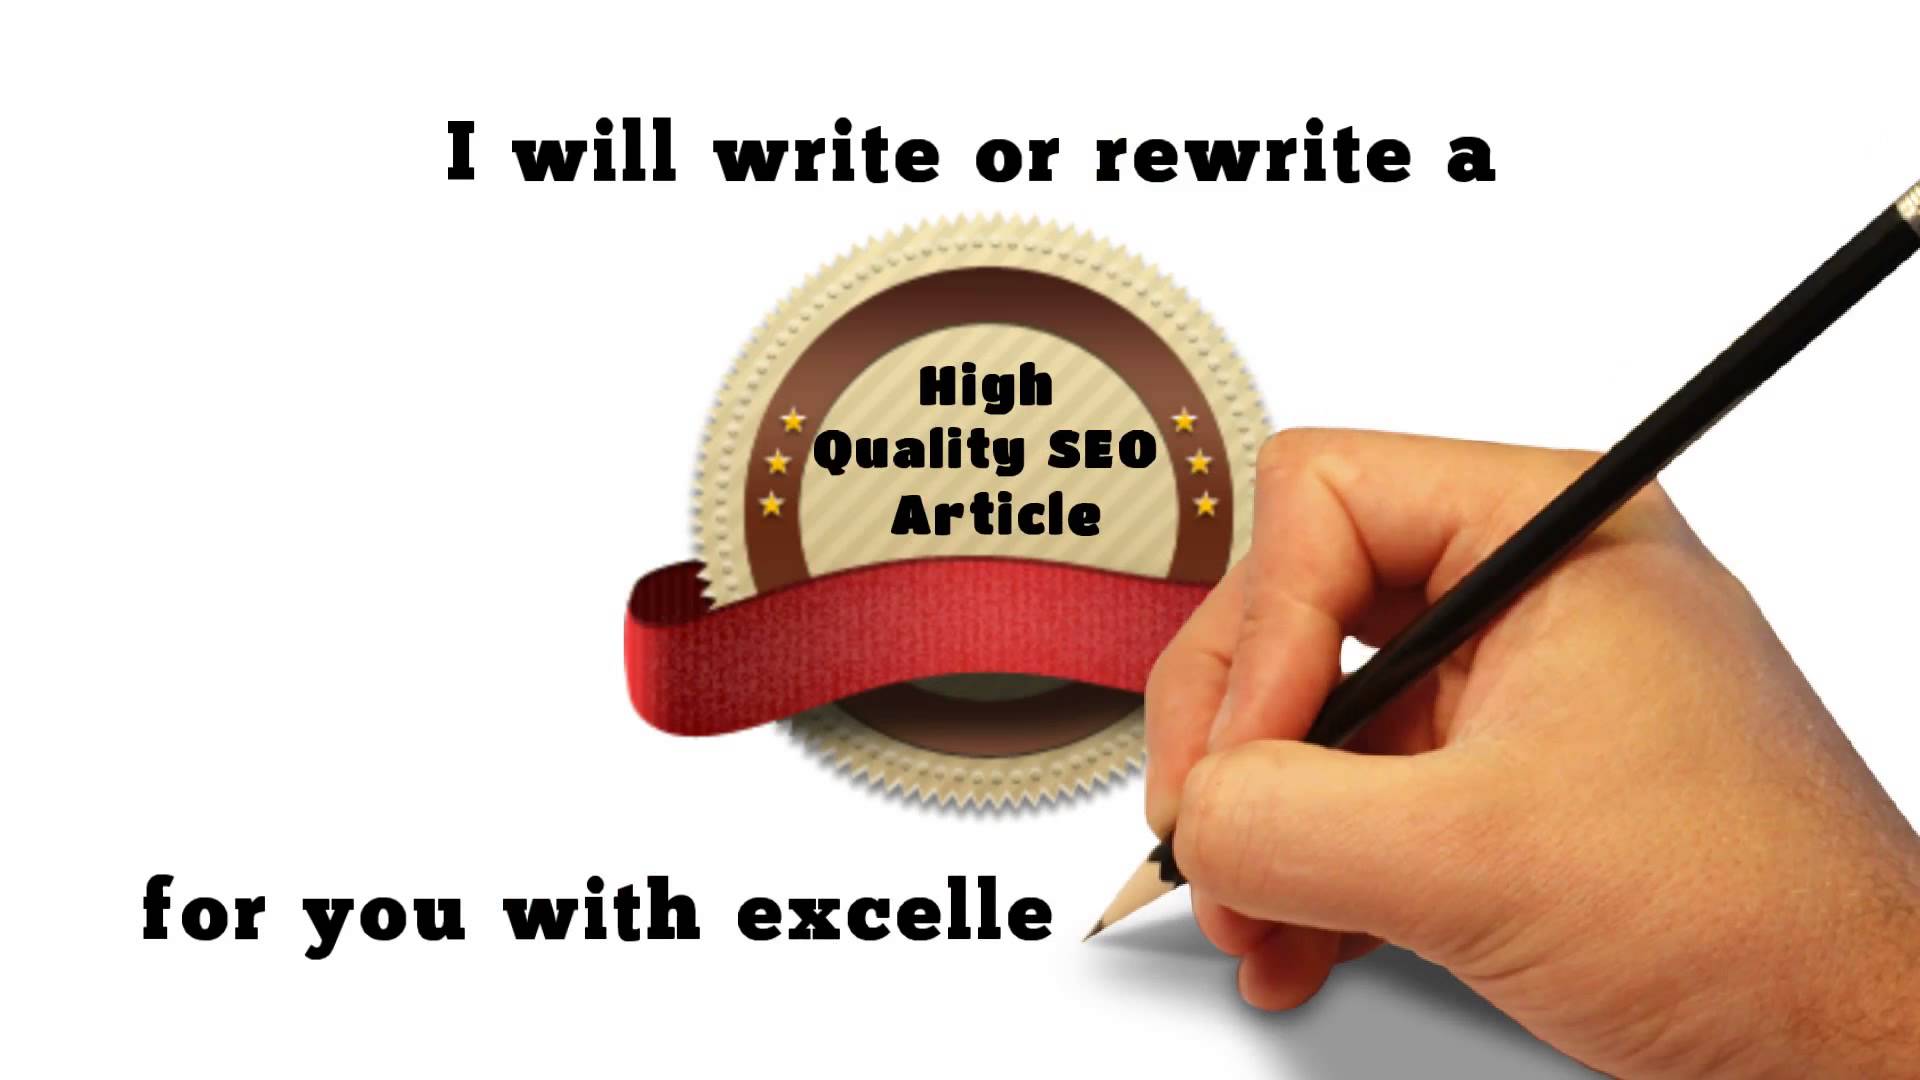 I will write or rewrite a
High
Quality SEO
Article
for you with excelle